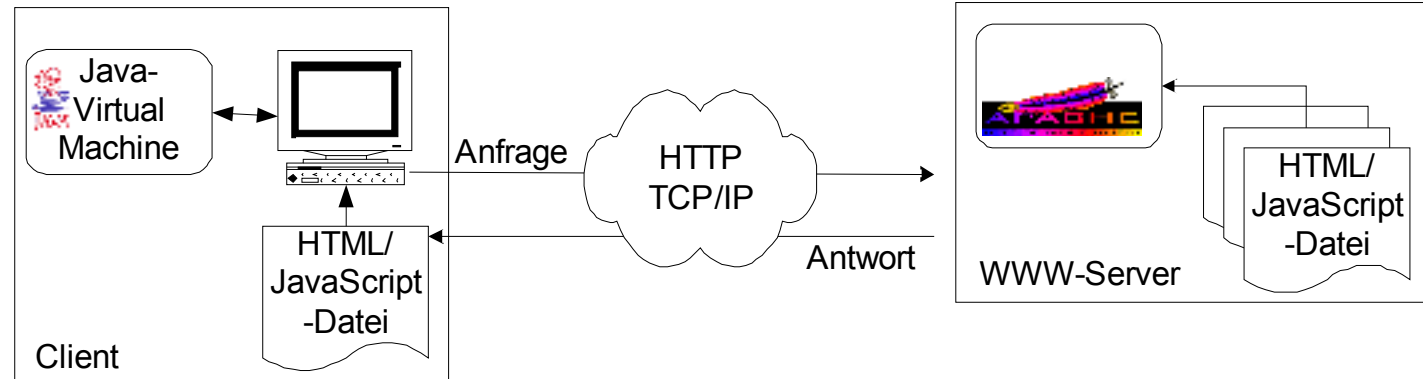 Java-
Virtual
Machine
Anfrage
HTTP
TCP/IP
Antwort
HTML/
JavaScript
-Datei
Client
HTML/
JavaScript
-Datei
WWW-Server